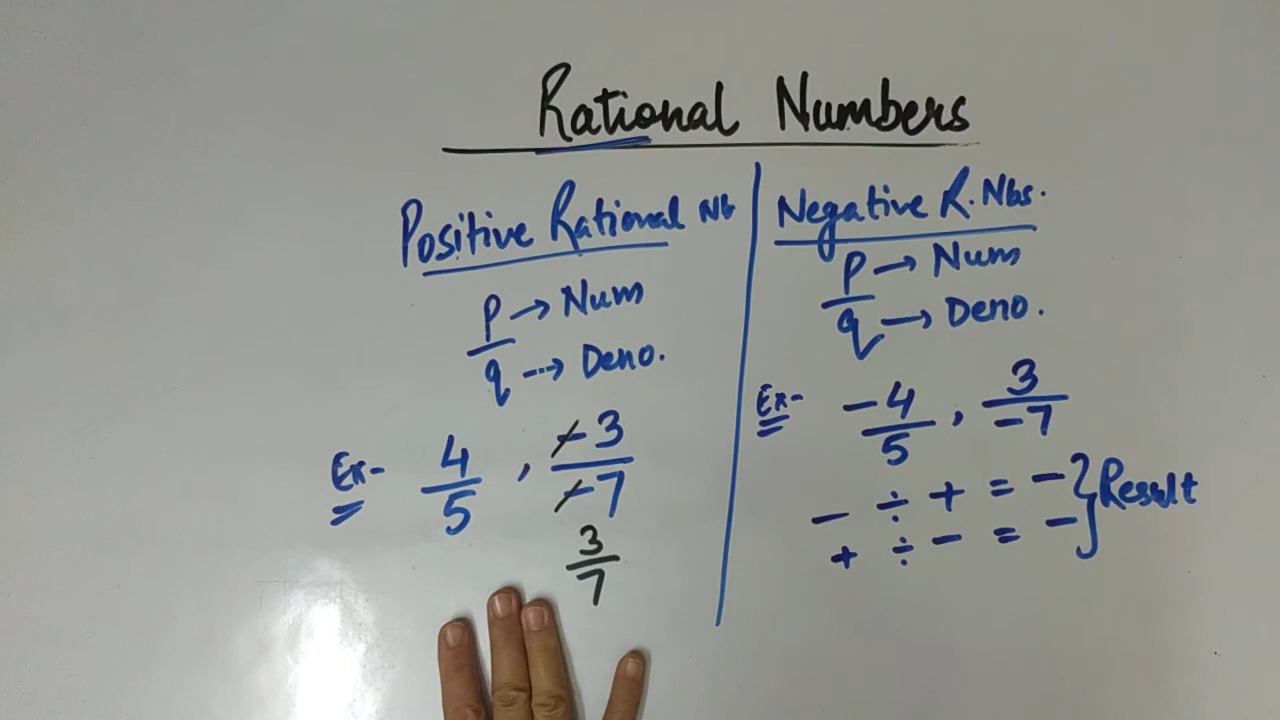 Rational Numbers
Positive Rational Nb
p → Num
q → Deno.
Ex- 4/5 , -3/-7
3/7
Negative R. Nbs.
p → Num
q → Deno.
Ex- -4/5 , 3/-7
- ÷ + = - } Result
+ ÷ - = -